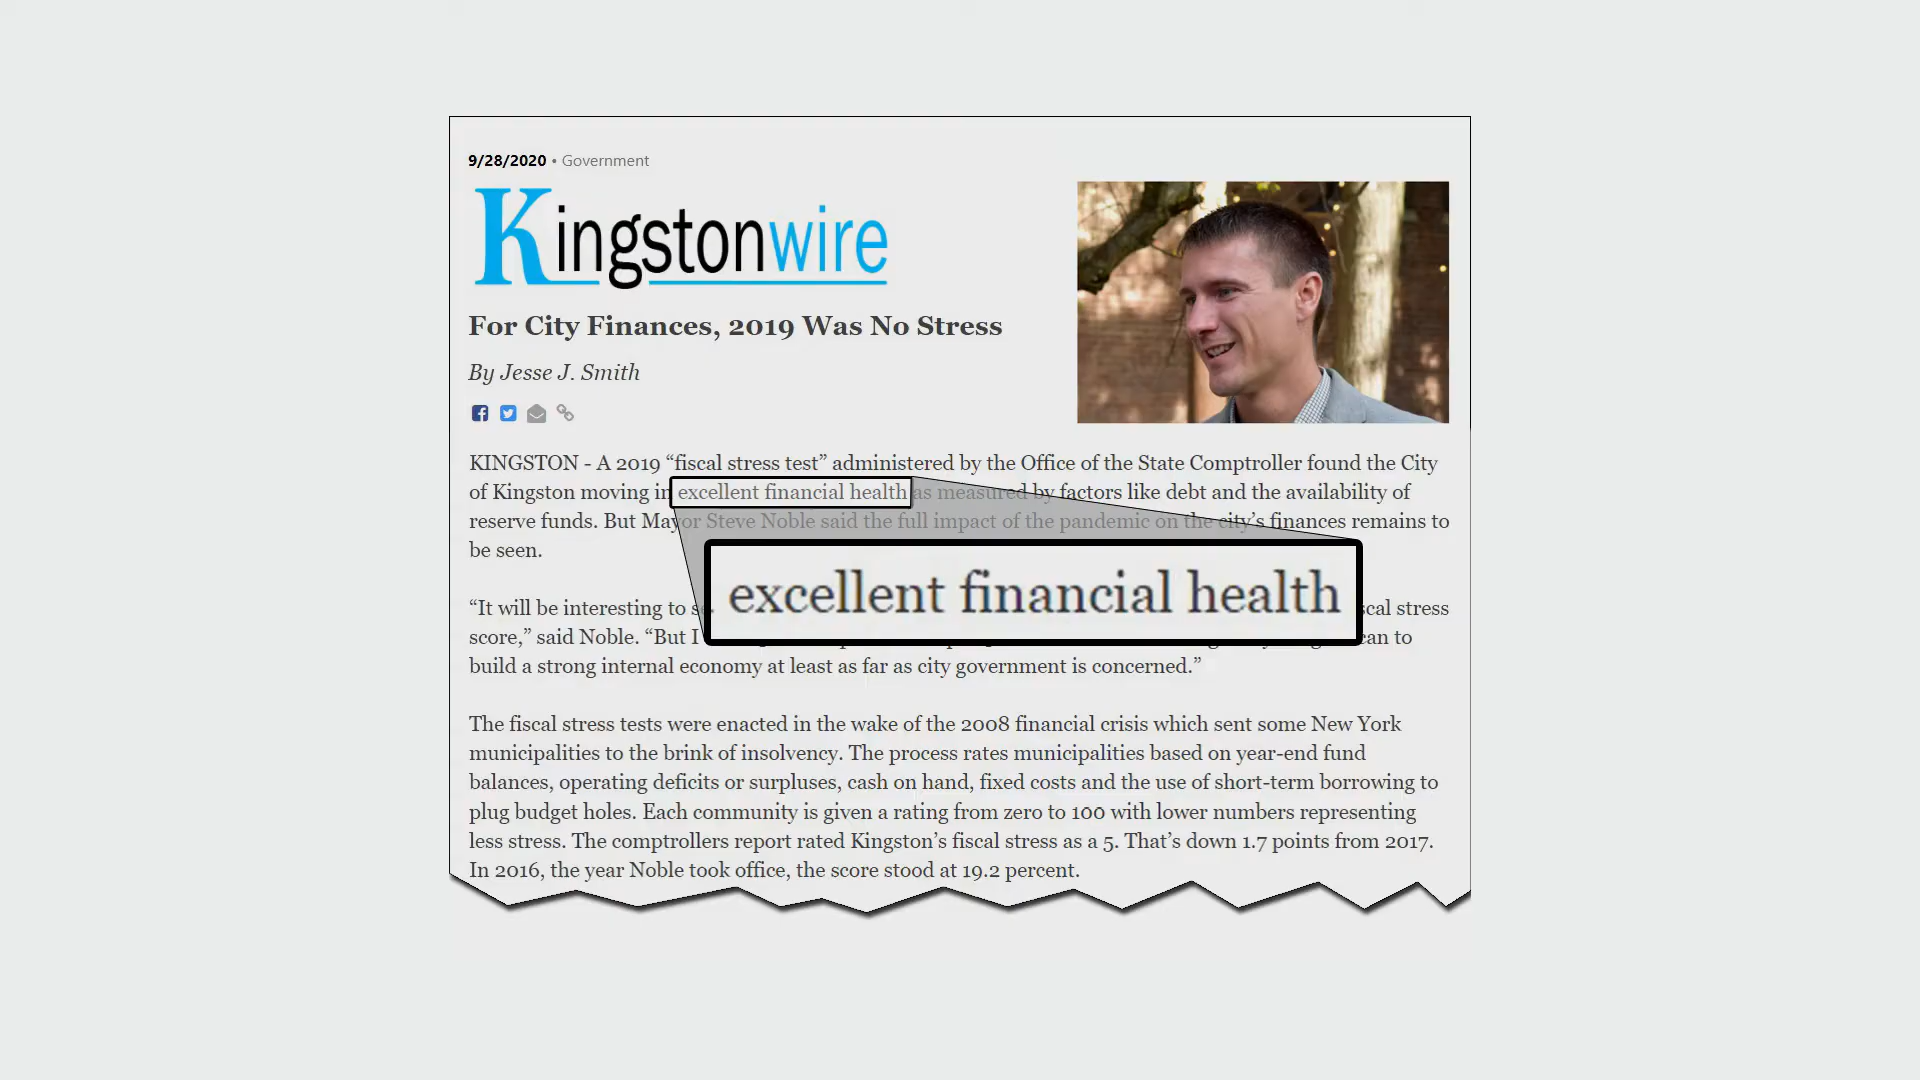 9/28/2020 • Government
Kingstonwire
For City Finances, 2019 Was No Stress
By Jesse J. Smith
KINGSTON - A 2019 “fiscal stress test” administered by the Office of the State Comptroller found the City
of Kingston moving in excellent financial health as measured by factors like debt and the availability of
reserve funds. But Mayor Steve Noble said the full impact of the pandemic on the city’s finances remains to
be seen.
excellent financial health
“It will be interesting to stress
score,” said Noble. “But I can to
build a strong internal economy at least as far as city government is concerned.”
The fiscal stress tests were enacted in the wake of the 2008 financial crisis which sent some New York
municipalities to the brink of insolvency. The process rates municipalities based on year-end fund
balances, operating deficits or surpluses, cash on hand, fixed costs and the use of short-term borrowing to
plug budget holes. Each community is given a rating from zero to 100 with lower numbers representing
less stress. The comptrollers report rated Kingston’s fiscal stress as a 5. That’s down 1.7 points from 2017.
In 2016, the year Noble took office, the score stood at 19.2 percent.